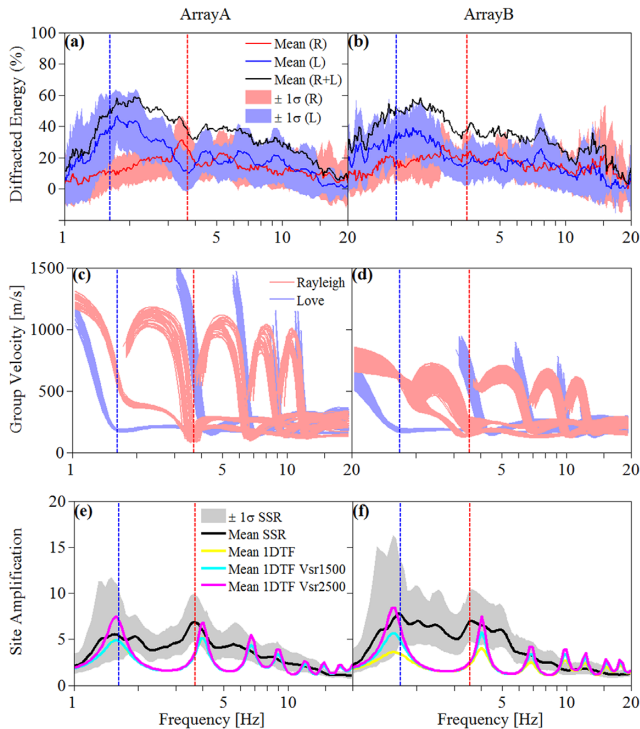 ArrayA
ArrayB
(a)
(b)
Mean (R)
Mean (L)
Mean (R+L)
± 1σ (R)
± 1σ (L)
Diffracted Energy (%)
100
80
60
40
20
0
1
5
10
20
5
10
20
(c)
(d)
Rayleigh
Love
Group Velocity [m/s]
1500
1000
500
0
1
5
10
20
5
10
20
(e)
(f)
± 1σ SSR
Mean SSR
Mean 1DTF
Mean 1DTF Vsr1500
Mean 1DTF Vsr2500
Site Amplification
20
15
10
5
0
1
5
10
20
5
10
20
Frequency [Hz]
Frequency [Hz]